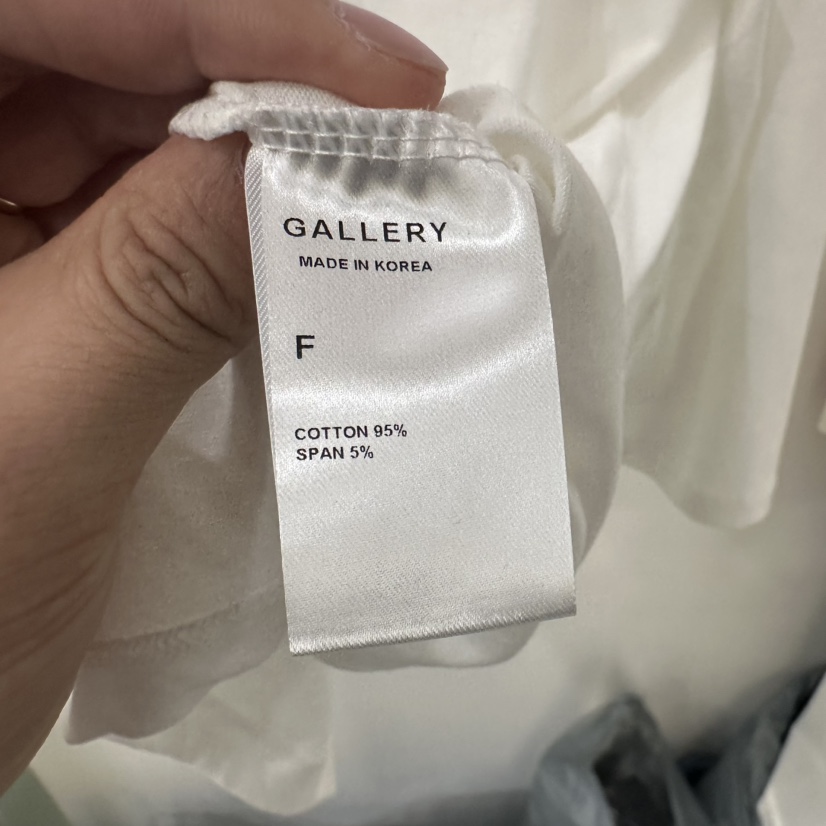 GALLERY
MADE IN KOREA
F
COTTON 95%
SPAN 5%